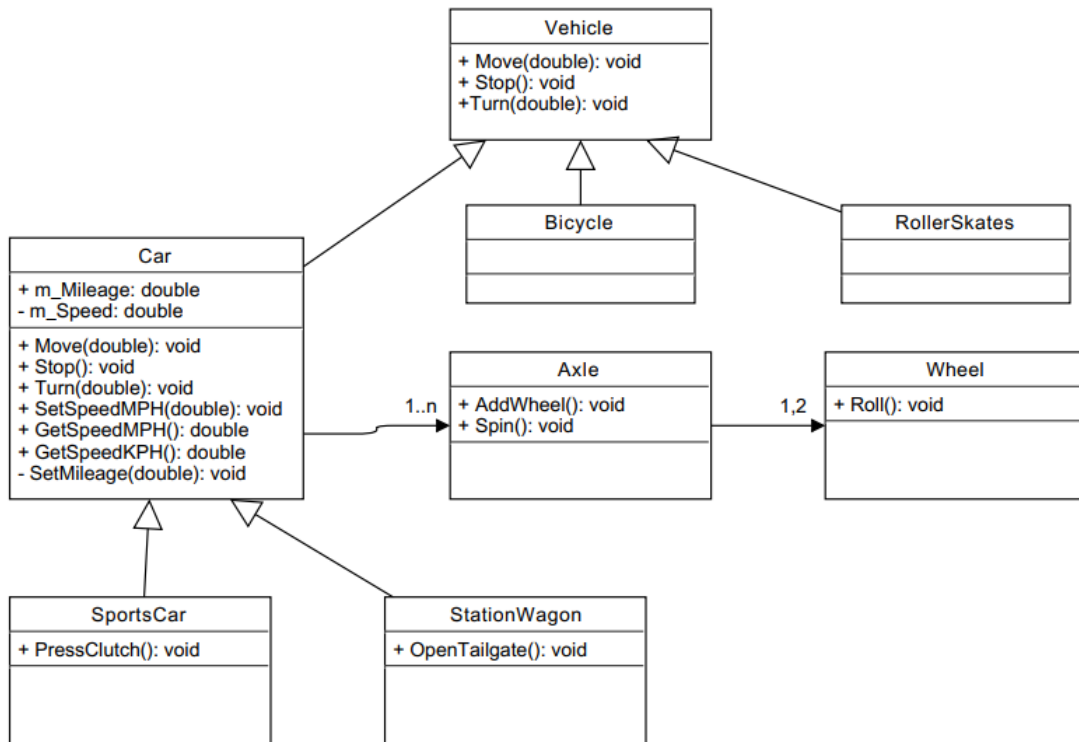 Vehicle
+ Move(double): void
+ Stop(): void
+Turn(double): void
Bicycle
RollerSkates
Car
+ m_Mileage: double
- m_Speed: double
+ Move(double): void
+ Stop(): void
+ Turn(double): void
+ SetSpeedMPH(double): void
+ GetSpeedMPH(): double
+ GetSpeedKPH(): double
- SetMileage(double): void
1..n
Axle
+ AddWheel(): void
+ Spin(): void
1,2
Wheel
+ Roll(): void
SportsCar
+ PressClutch(): void
StationWagon
+ OpenTailgate(): void